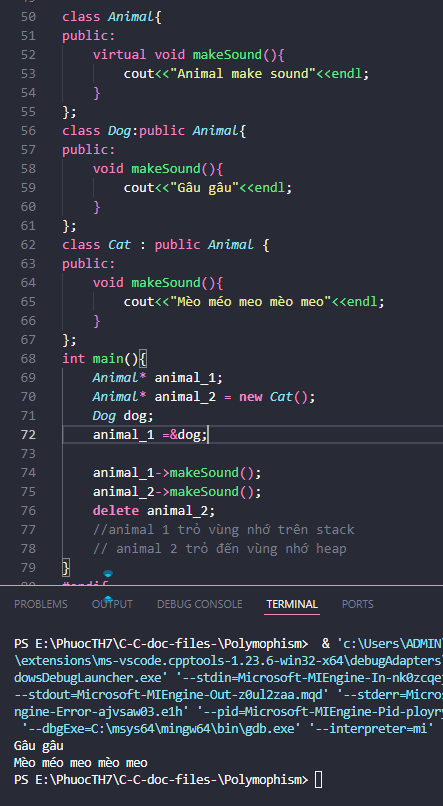 50 class Animal{
51 public:
52 virtual void makeSound(){
53 cout<<"Animal make sound"<<endl;
54 }
55 };
56 class Dog:public Animal{
57 public:
58 void makeSound(){
59 cout<<"Gâu gâu"<<endl;
60 }
61 };
62 class Cat : public Animal {
63 public:
64 void makeSound(){
65 cout<<"Mèo méo meo mèo meo"<<endl;
66 }
67 };
68 int main(){
69 Animal* animal_1;
70 Animal* animal_2 = new Cat();
71 Dog dog;
72 animal_1 =&dog;
73
74 animal_1->makeSound();
75 animal_2->makeSound();
76 delete animal_2;
77 //animal 1 trỏ vùng nhớ trên stack
78 // animal 2 trỏ đến vùng nhớ heap
79 }
#endif
PROBLEMS OUTPUT DEBUG CONSOLE TERMINAL PORTS
PS E:\PhuocTH7\C-C-doc-files-\Polymophism> & 'c:\Users\ADMIN
\extensions\ms-vscode.cpptools-1.23.6-win32-x64\debugAdapters
dowsDebugLauncher.exe' '--stdin=Microsoft-MIEngine-In-nk0zcqe
--stdout=Microsoft-MIEngine-Out-z0ul2zaa.mqd' '--stderr=Micros
ngine-Error-ajvsaw03.e1h' '--pid=Microsoft-MIEngine-Pid-ployr
'--dbgExe=C:\msys64\mingw64\bin\gdb.exe' '--interpreter=mi'
Gâu gâu
Mèo méo meo mèo meo
PS E:\PhuocTH7\C-C-doc-files-\Polymophism>